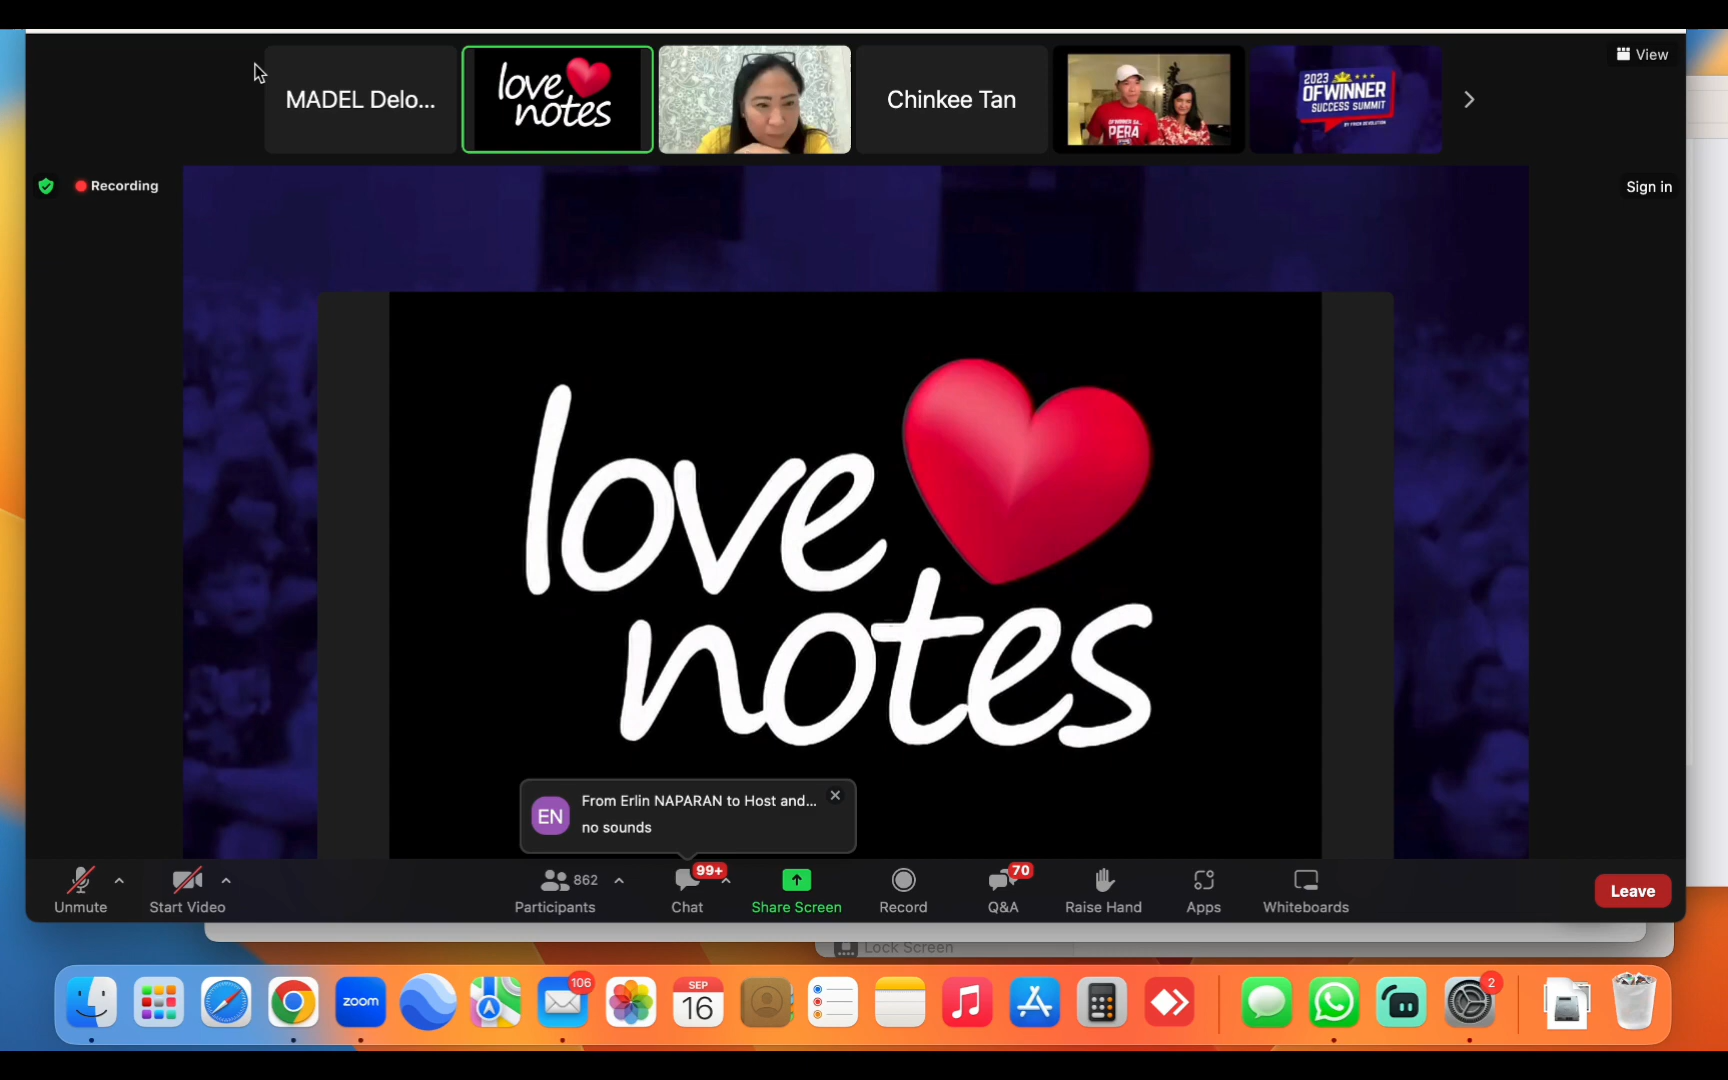 View
MADEL Delo...
love
notes
Chinkee Tan
OFWINNER SA...
PERA
2023
OFWINNER
SUCCESS SUMMIT
Recording
Sign in
love
notes
EN
From Erlin NAPARAN to Host and...
no sounds
99+
70
862
Unmute
Start Video
Participants
Chat
Share Screen
Record
Q&A
Raise Hand
Apps
Whiteboards
Leave
Lock Screen
zoom
106
SEP
16
2